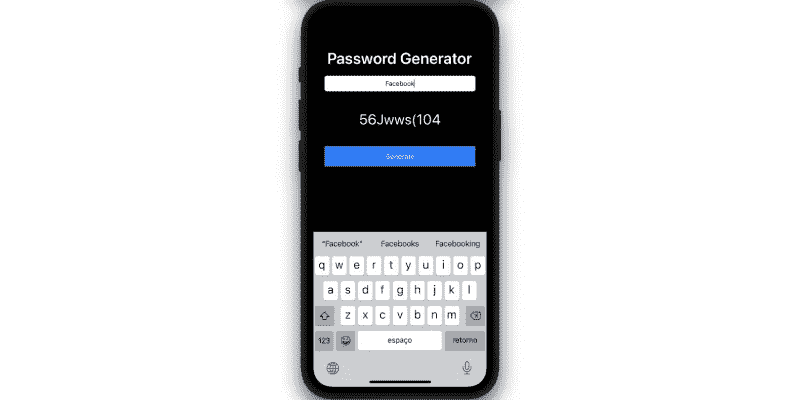 Password Generator
Facebook
56Jwws(104
Generate
"Facebook" Facebooks Facebooking
q w e r t y u i o p
a s d f g h j k l
z x c v b n m
123 espaço retorno